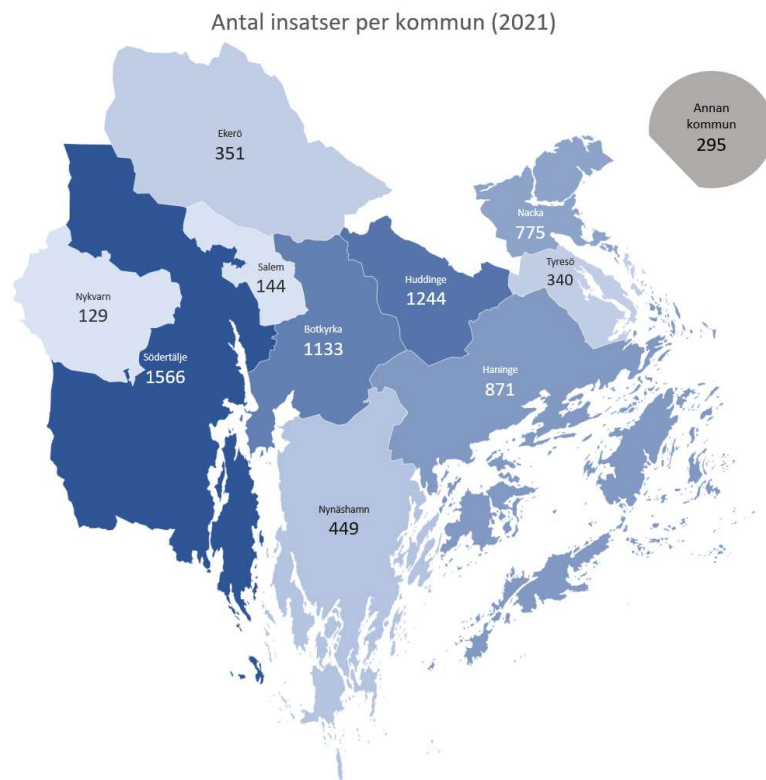 Antal insatser per kommun (2021)
Ekerö
351
Annan
kommun
295
Nacka
775
Salem
144
Huddinge
1244
Tyresö
340
Nykvarn
129
Botkyrka
1133
Södertälje
1566
Haninge
871
Nynäshamn
449